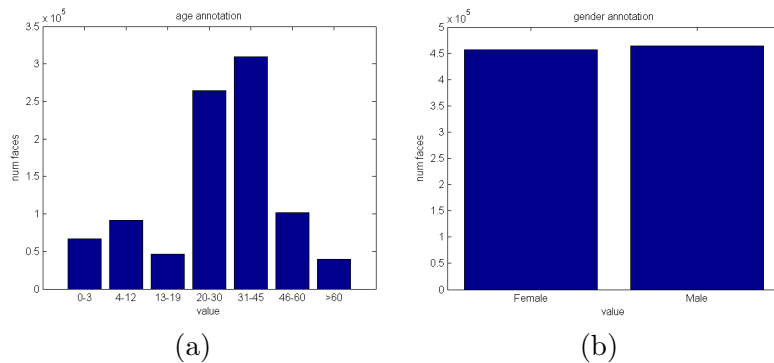 age annotation
x 10^5
3.5
3
2.5
2
1.5
1
0.5
0
num faces
0-3 4-12 13-19 20-30 31-45 46-60 >60
value
(a)
gender annotation
x 10^5
5
4.5
4
3.5
3
2.5
2
1.5
1
0.5
0
num faces
Female Male
value
(b)